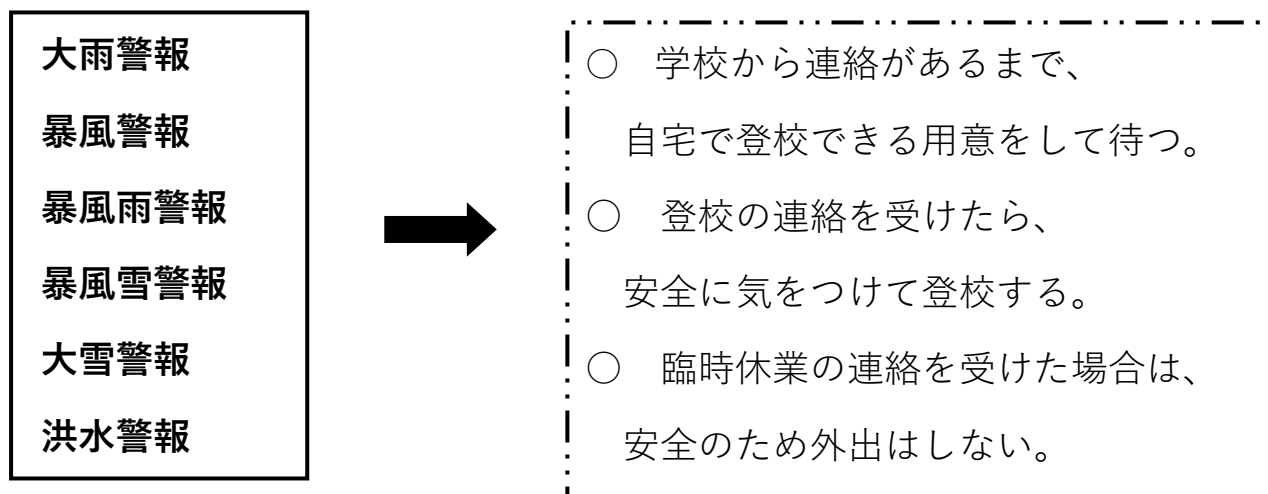 大雨警報
暴風警報
暴風雨警報
暴風雪警報
大雪警報
洪水警報
○　学校から連絡があるまで、
自宅で登校できる用意をして待つ。
○　登校の連絡を受けたら、
安全に気をつけて登校する。
○　臨時休業の連絡を受けた場合は、
安全のため外出はしない。